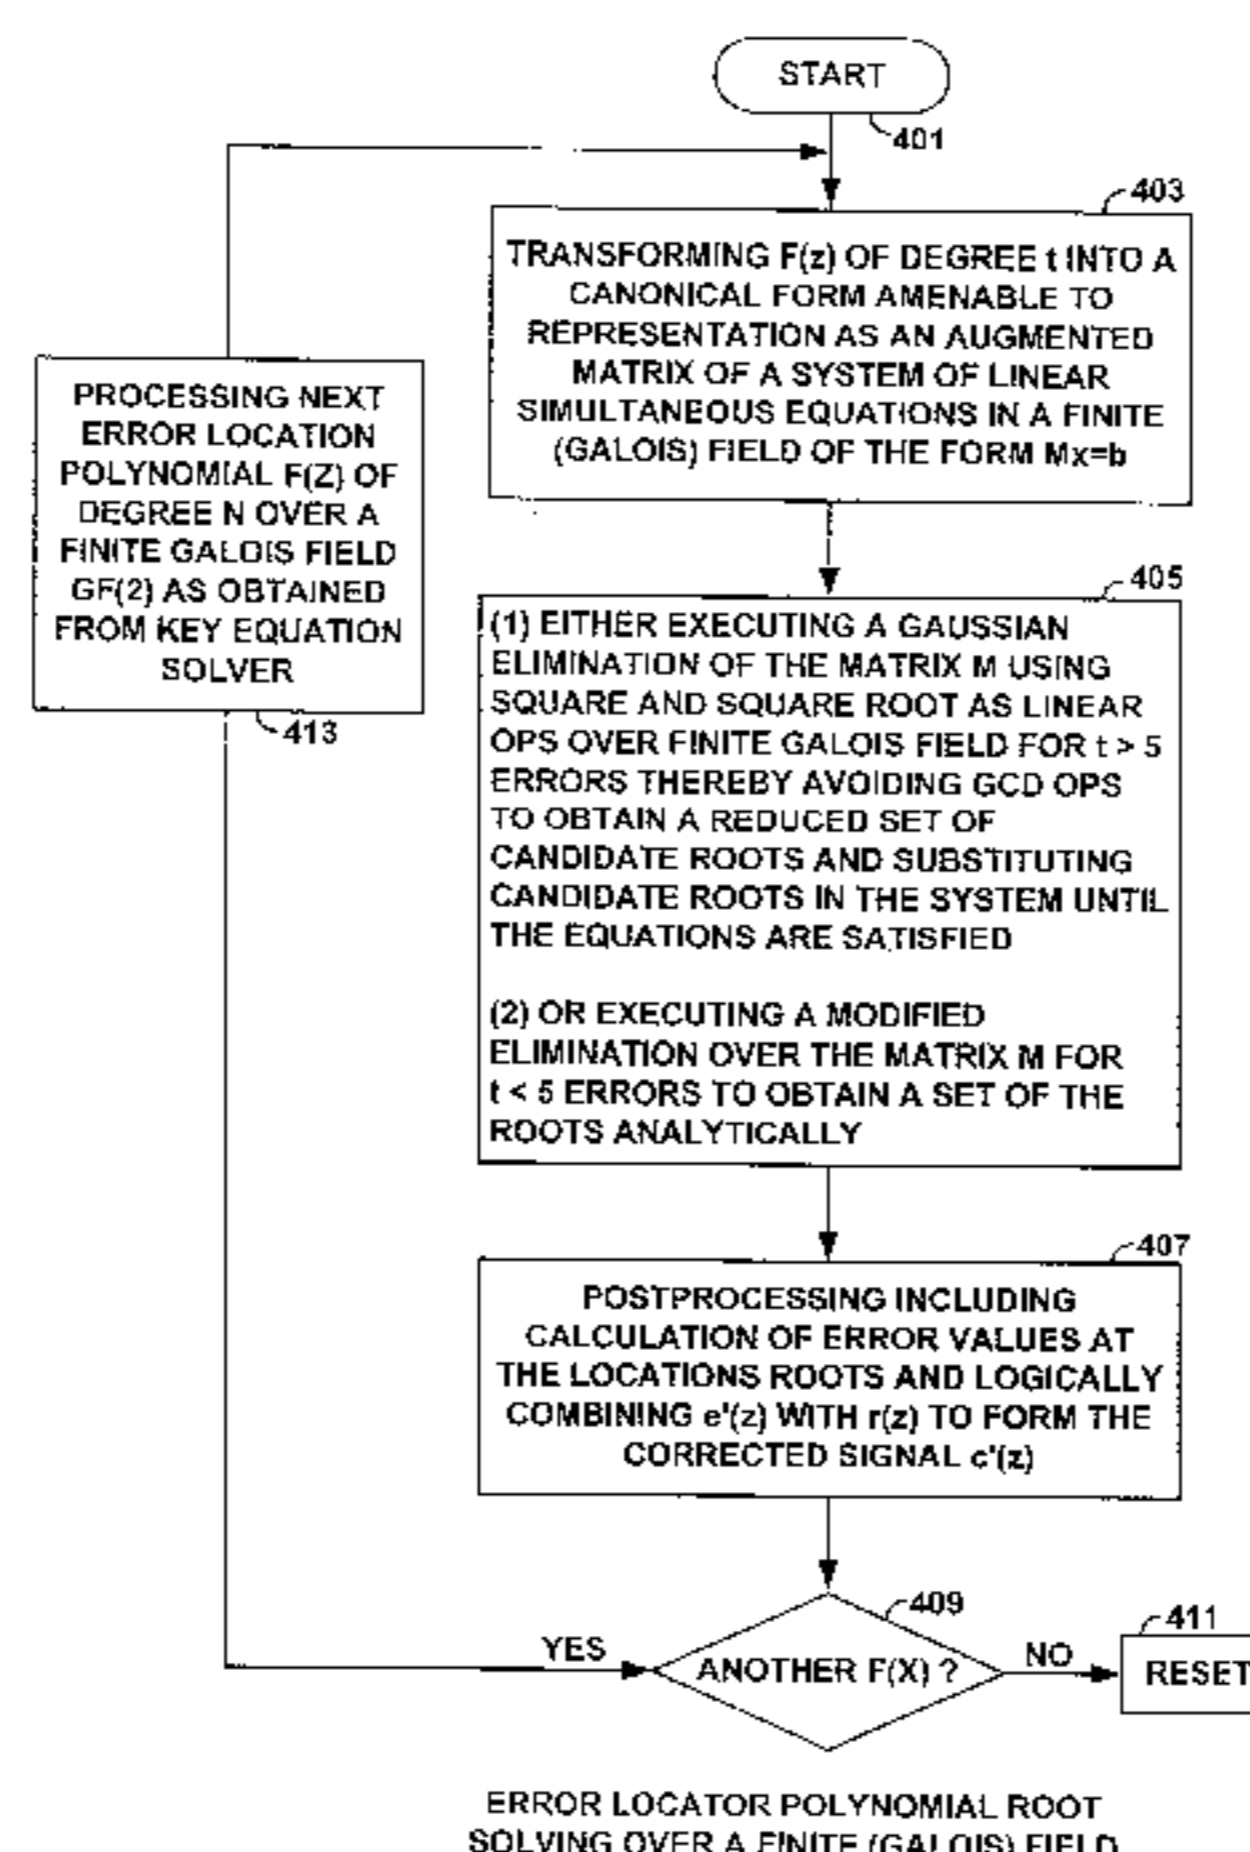 START
401
403
TRANSFORMING F(z) OF DEGREE t INTO A
CANONICAL FORM AMENABLE TO
REPRESENTATION AS AN AUGMENTED
MATRIX OF A SYSTEM OF LINEAR
SIMULTANEOUS EQUATIONS IN A FINITE
(GALOIS) FIELD OF THE FORM Mx=b
PROCESSING NEXT
ERROR LOCATION
POLYNOMIAL F(Z) OF
DEGREE N OVER A
FINITE GALOIS FIELD
GF(2) AS OBTAINED
FROM KEY EQUATION
SOLVER
413
405
(1) EITHER EXECUTING A GAUSSIAN
ELIMINATION OF THE MATRIX M USING
SQUARE AND SQUARE ROOT AS LINEAR
OPS OVER FINITE GALOIS FIELD FOR t > 5
ERRORS THEREBY AVOIDING GCD OPS
TO OBTAIN A REDUCED SET OF
CANDIDATE ROOTS AND SUBSTITUTING
CANDIDATE ROOTS IN THE SYSTEM UNTIL
THE EQUATIONS ARE SATISFIED
(2) OR EXECUTING A MODIFIED
ELIMINATION OVER THE MATRIX M FOR
t < 5 ERRORS TO OBTAIN A SET OF THE
ROOTS ANALYTICALLY
407
POSTPROCESSING INCLUDING
CALCULATION OF ERROR VALUES AT
THE LOCATIONS ROOTS AND LOGICALLY
COMBINING e'(z) WITH r(z) TO FORM THE
CORRECTED SIGNAL c'(z)
409
411
YES
ANOTHER F(X) ?
NO
RESET
ERROR LOCATOR POLYNOMIAL ROOT
SOLVING OVER A FINITE (GALOIS) FIELD